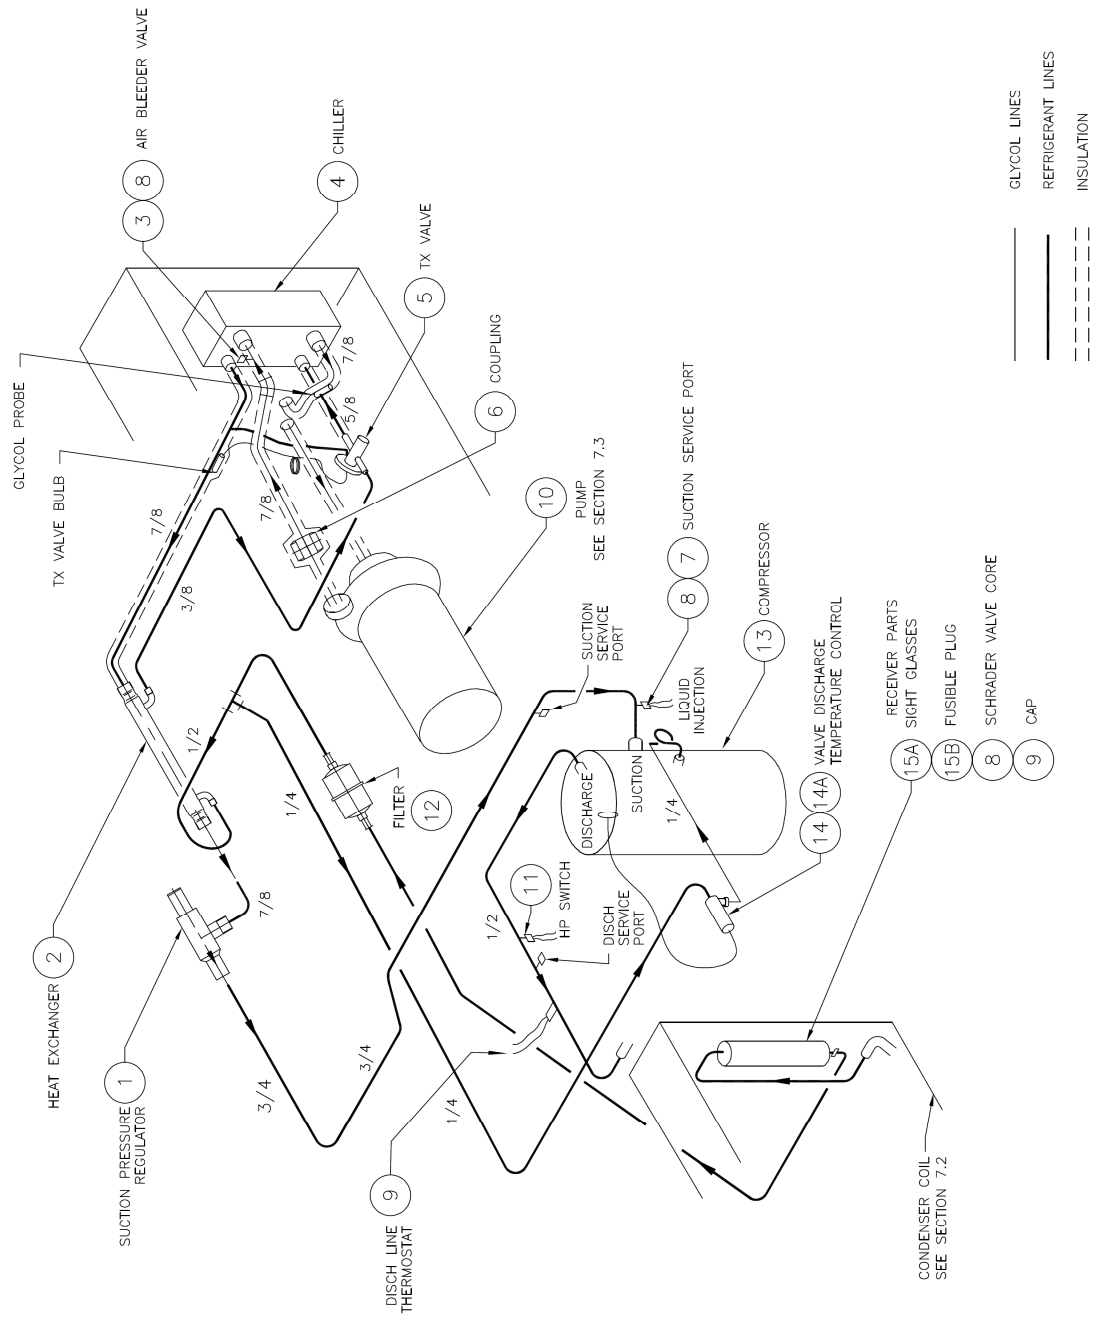 GLYCOL PROBE
TX VALVE BULB
HEAT EXCHANGER
2
SUCTION PRESSURE
REGULATOR
1
3
8
AIR BLEEDER VALVE
4
CHILLER
5
TX VALVE
6
COUPLING
10
PUMP
SEE SECTION 7.3
7/8
7/8
5/8
7/8
3/8
1/2
1/4
7/8
3/4
3/4
1/4
FILTER
12
SUCTION
SERVICE
PORT
8
7
SUCTION SERVICE PORT
LIQUID
INJECTION
13
COMPRESSOR
DISCHARGE
SUCTION
1/4
1/2
11
HP SWITCH
DISCH
SERVICE
PORT
14
14A
VALVE DISCHARGE
TEMPERATURE CONTROL
DISCH LINE
THERMOSTAT
9
RECEIVER PARTS
15A
SIGHT GLASSES
15B
FUSIBLE PLUG
8
SCHRADER VALVE CORE
9
CAP
CONDENSER COIL
SEE SECTION 7.2
GLYCOL LINES
REFRIGERANT LINES
INSULATION